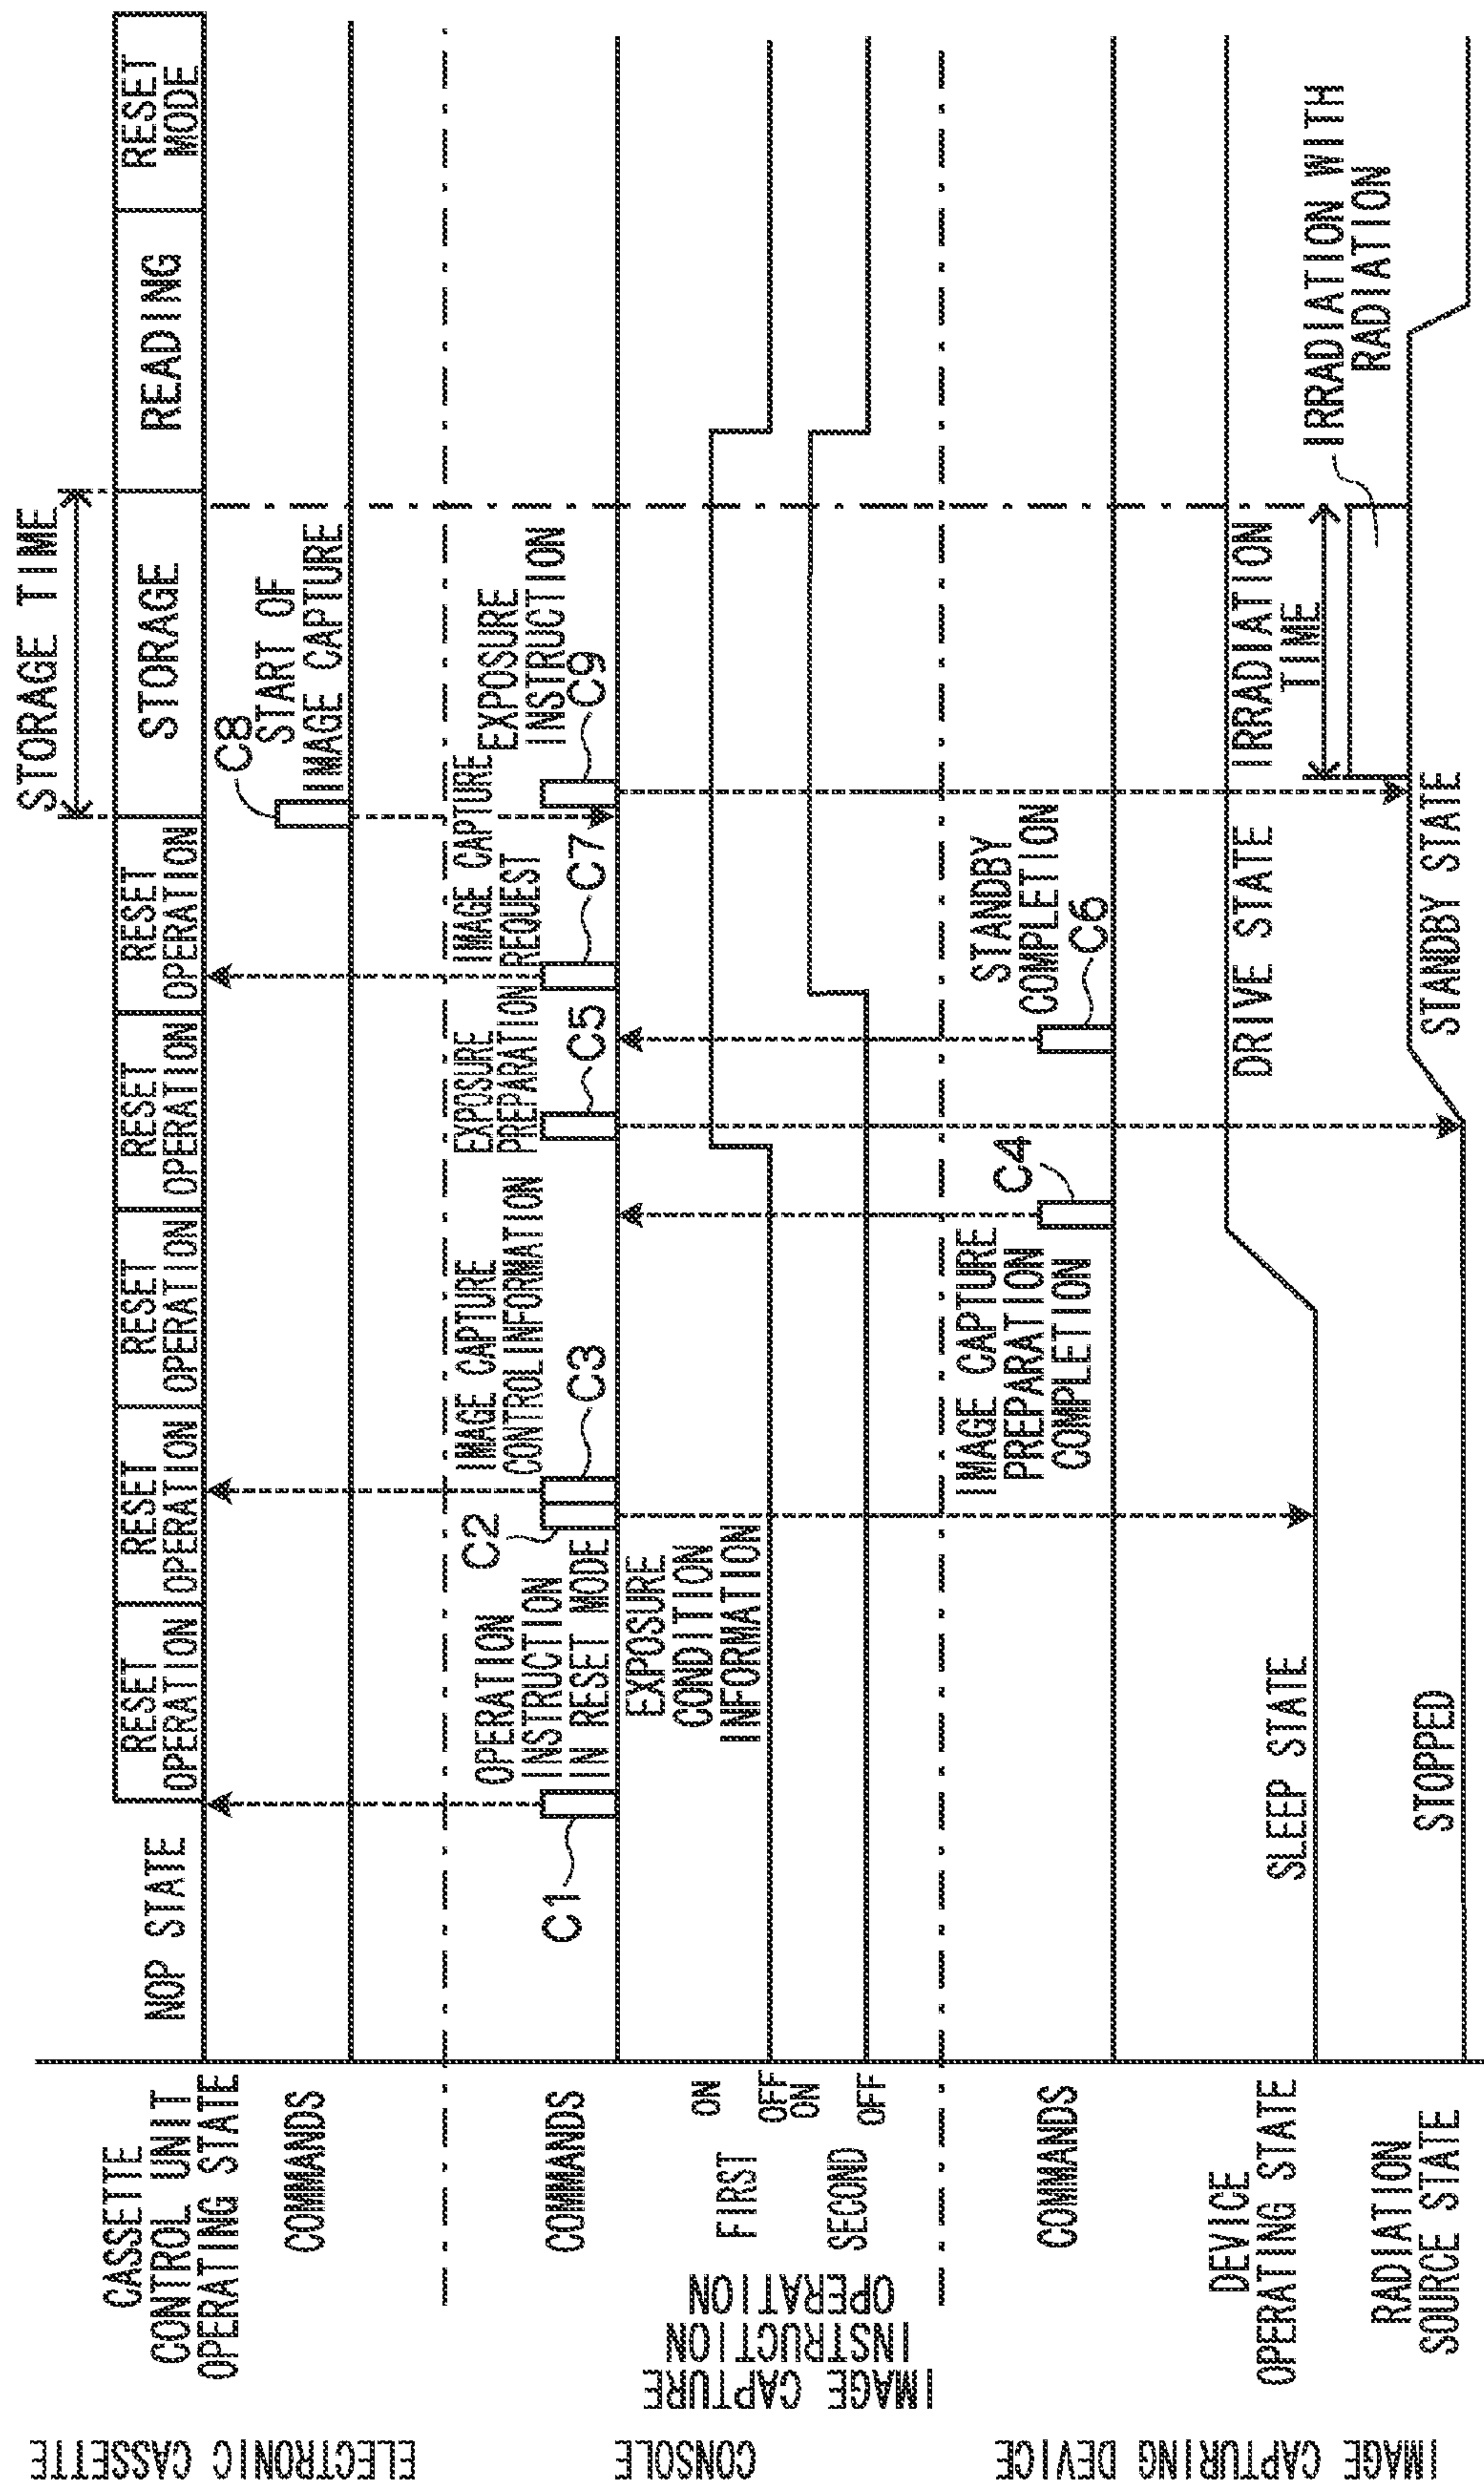 ELECTRONIC CASSETTE
CASSETTE
CONTROL UNIT
OPERATING STATE
NOP STATE
RESET
OPERATION
RESET
OPERATION
RESET
OPERATION
RESET
OPERATION
RESET
OPERATION
STORAGE TIME
STORAGE
READING
RESET
MODE
COMMANDS
C8
START OF
IMAGE CAPTURE
CONSOLE
COMMANDS
C1
OPERATION
INSTRUCTION
IN RESET MODE
C2
EXPOSURE
CONDITION
INFORMATION
IMAGE CAPTURE
CONTROLINFORMATION
C3
EXPOSURE
PREPARATION
C5
IMAGE CAPTURE
REQUEST
C7
EXPOSURE
INSTRUCTION
C9
IMAGE CAPTURE
INSTRUCTION
OPERATION
FIRST
ON
OFF
SECOND
ON
OFF
IMAGE CAPTURING DEVICE
COMMANDS
IMAGE CAPTURE
PREPARATION
COMPLETION
C4
STANDBY
COMPLETION
C6
DEVICE
OPERATING STATE
SLEEP STATE
DRIVE STATE
IRRADIATION
TIME
IRRADIATION WITH
RADIATION
RADIATION
SOURCE STATE
STOPPED
STANDBY STATE